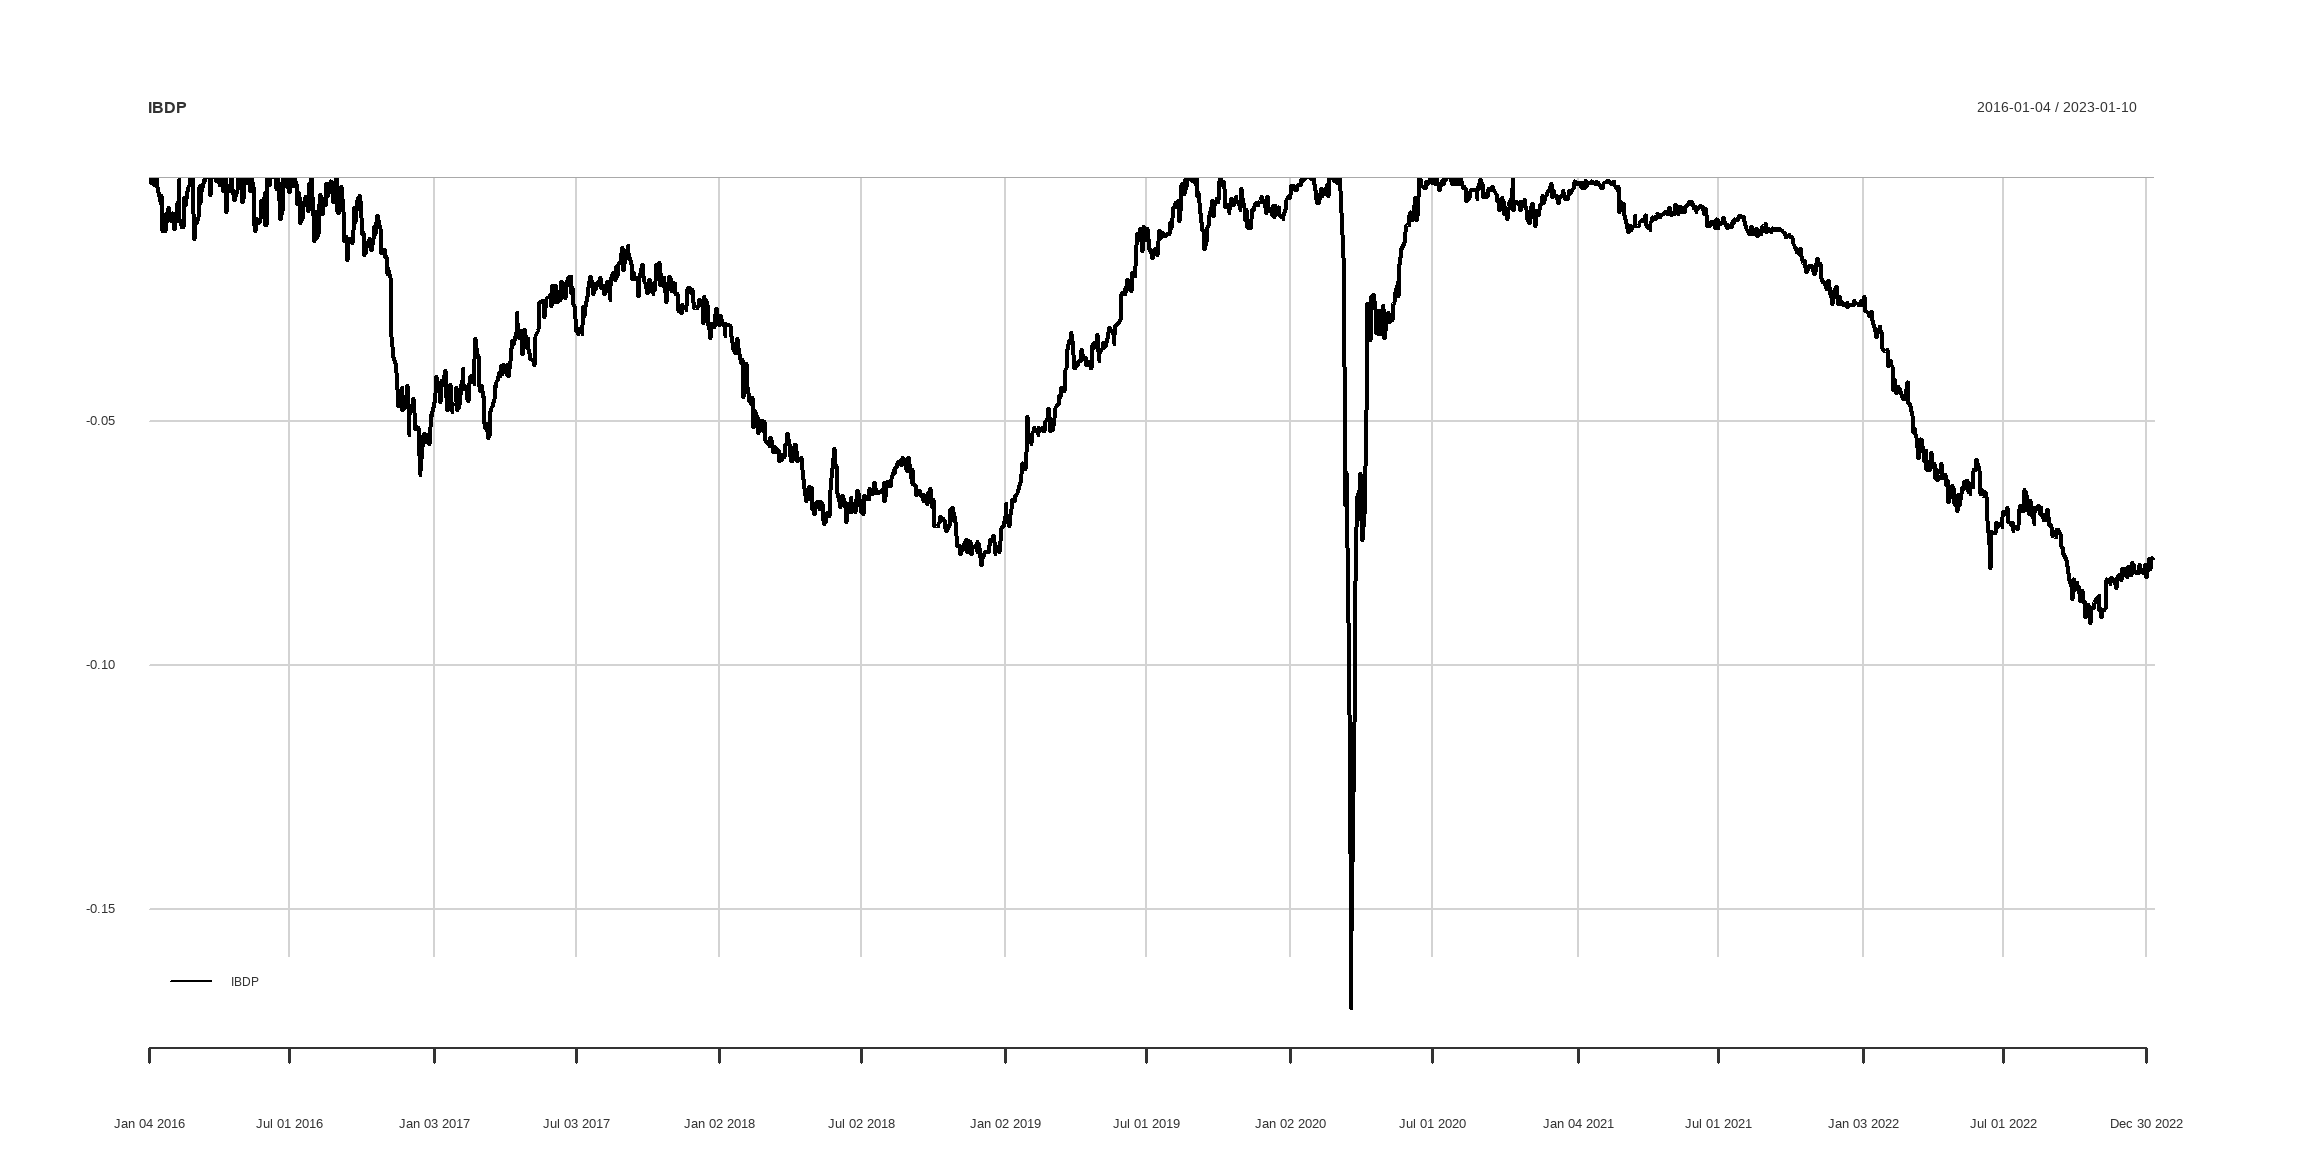 IBDP
2016-01-04 / 2023-01-10
-0.05
-0.10
-0.15
IBDP
Jan 04 2016
Jul 01 2016
Jan 03 2017
Jul 03 2017
Jan 02 2018
Jul 02 2018
Jan 02 2019
Jul 01 2019
Jan 02 2020
Jul 01 2020
Jan 04 2021
Jul 01 2021
Jan 03 2022
Jul 01 2022
Dec 30 2022